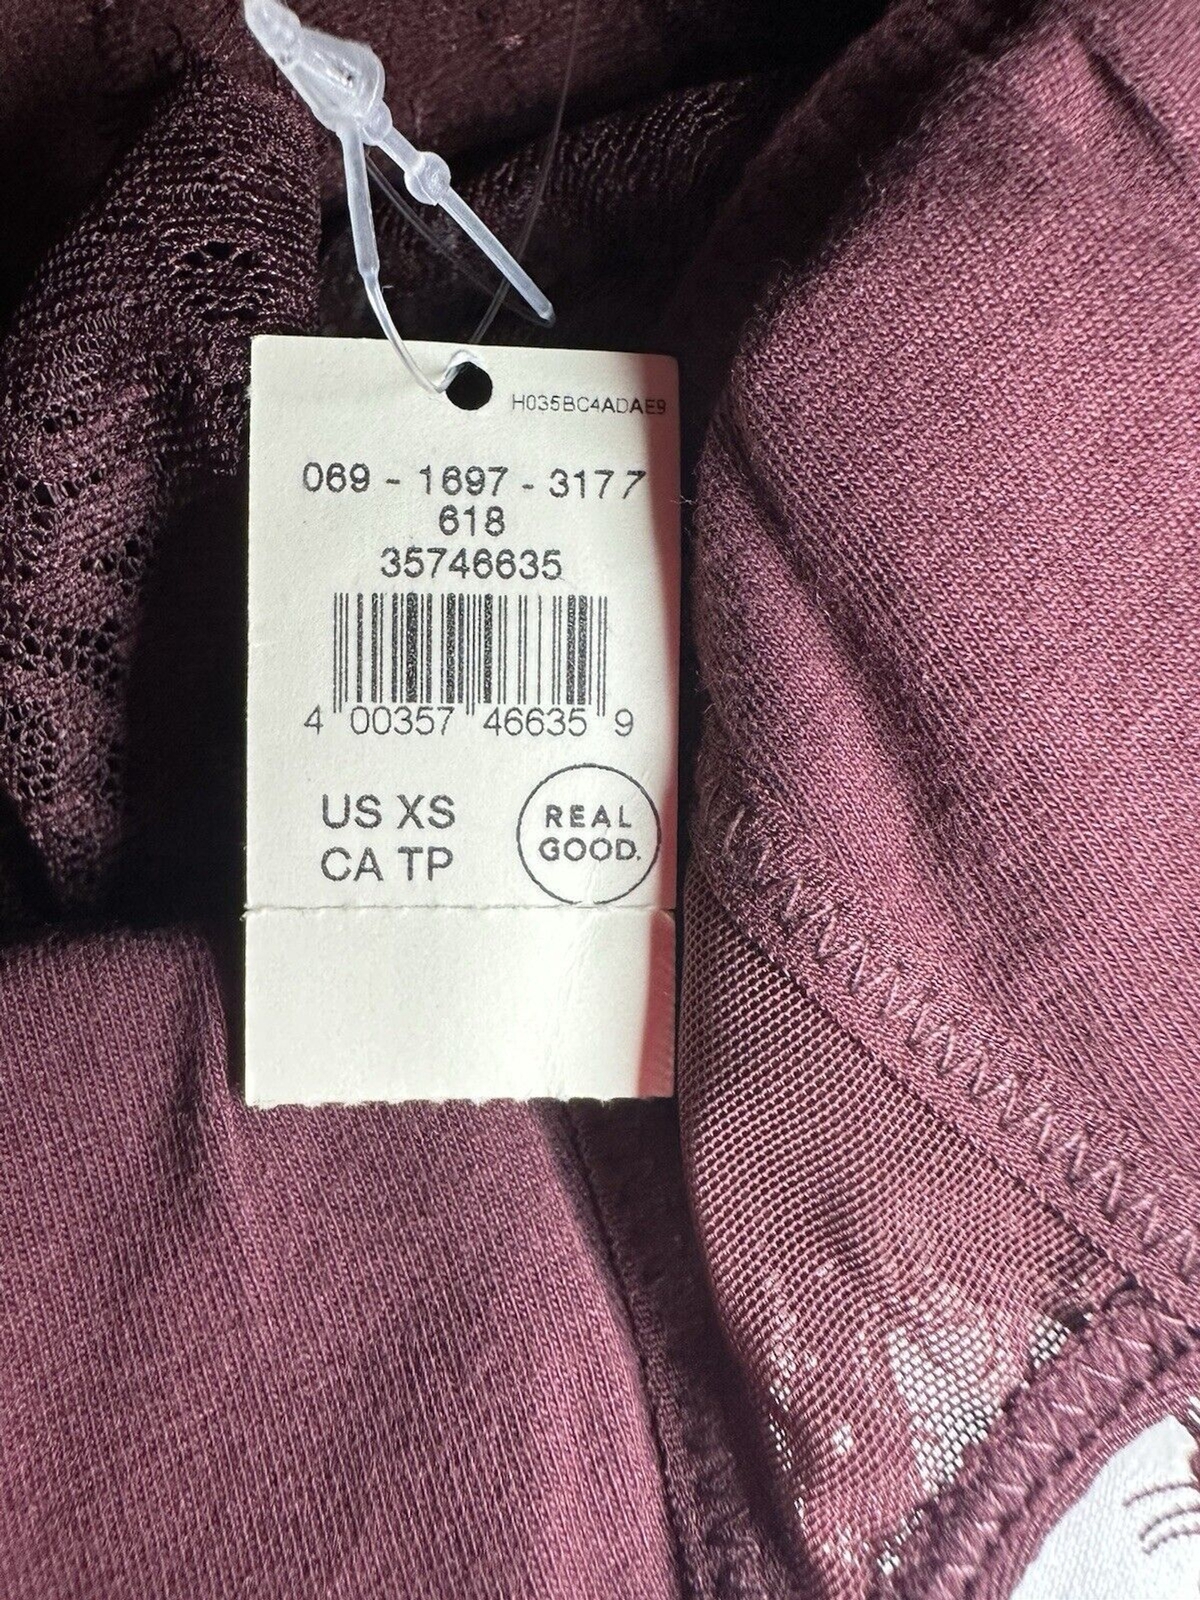 H035BC4ADAE9
069 - 1697 - 3177
618
35746635
4 00357 46635 9
US XS
CA TP
REAL
GOOD.